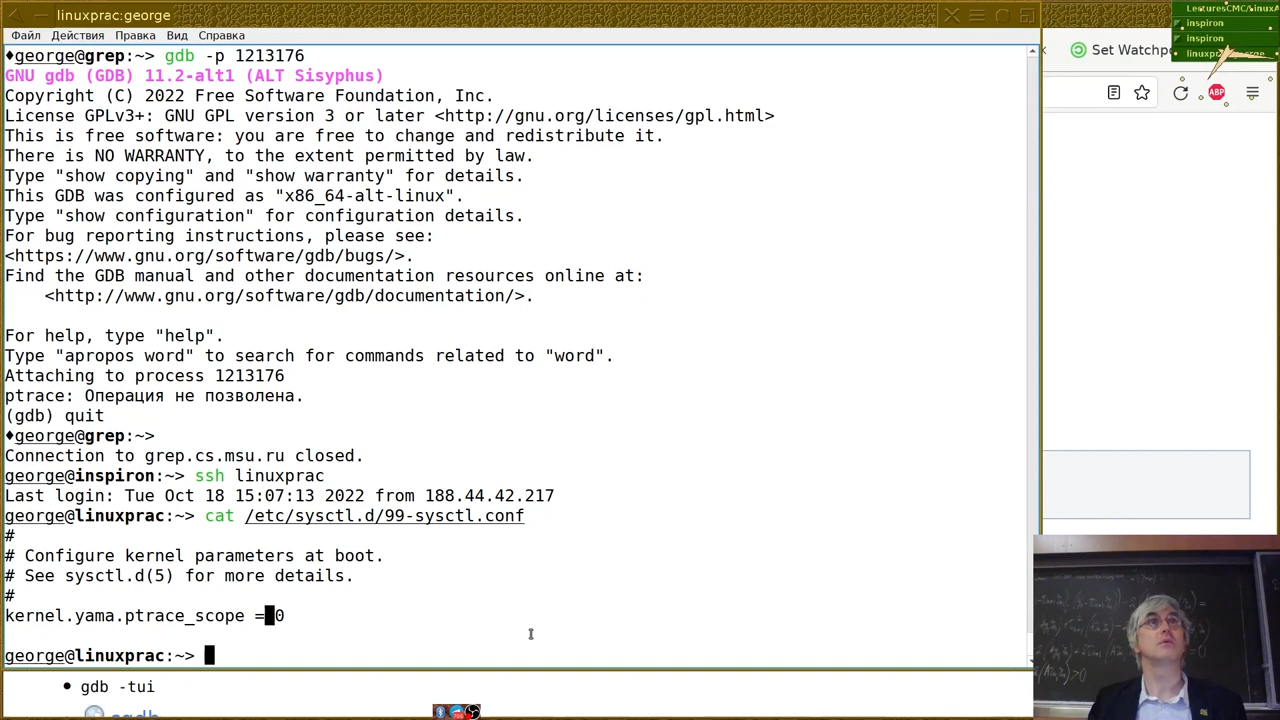 linuxprac:george
Файл Действия Правка Вид Справка
♦george@grep:~> gdb -p 1213176
GNU gdb (GDB) 11.2-alt1 (ALT Sisyphus)
Copyright (C) 2022 Free Software Foundation, Inc.
License GPLv3+: GNU GPL version 3 or later <http://gnu.org/licenses/gpl.html>
This is free software: you are free to change and redistribute it.
There is NO WARRANTY, to the extent permitted by law.
Type "show copying" and "show warranty" for details.
This GDB was configured as "x86_64-alt-linux".
Type "show configuration" for configuration details.
For bug reporting instructions, please see:
<https://www.gnu.org/software/gdb/bugs/>.
Find the GDB manual and other documentation resources online at:
<http://www.gnu.org/software/gdb/documentation/>.
For help, type "help".
Type "apropos word" to search for commands related to "word".
Attaching to process 1213176
ptrace: Операция не позволена.
(gdb) quit
♦george@grep:~>
Connection to grep.cs.msu.ru closed.
george@inspiron:~> ssh linuxprac
Last login: Tue Oct 18 15:07:13 2022 from 188.44.42.217
george@linuxprac:~> cat /etc/sysctl.d/99-sysctl.conf
#
# Configure kernel parameters at boot.
# See sysctl.d(5) for more details.
#
kernel.yama.ptrace_scope = 0
george@linuxprac:~>
• gdb -tui
LecturesCMC/LinuxA
inspiron
inspiron
Set Watchp
ABP